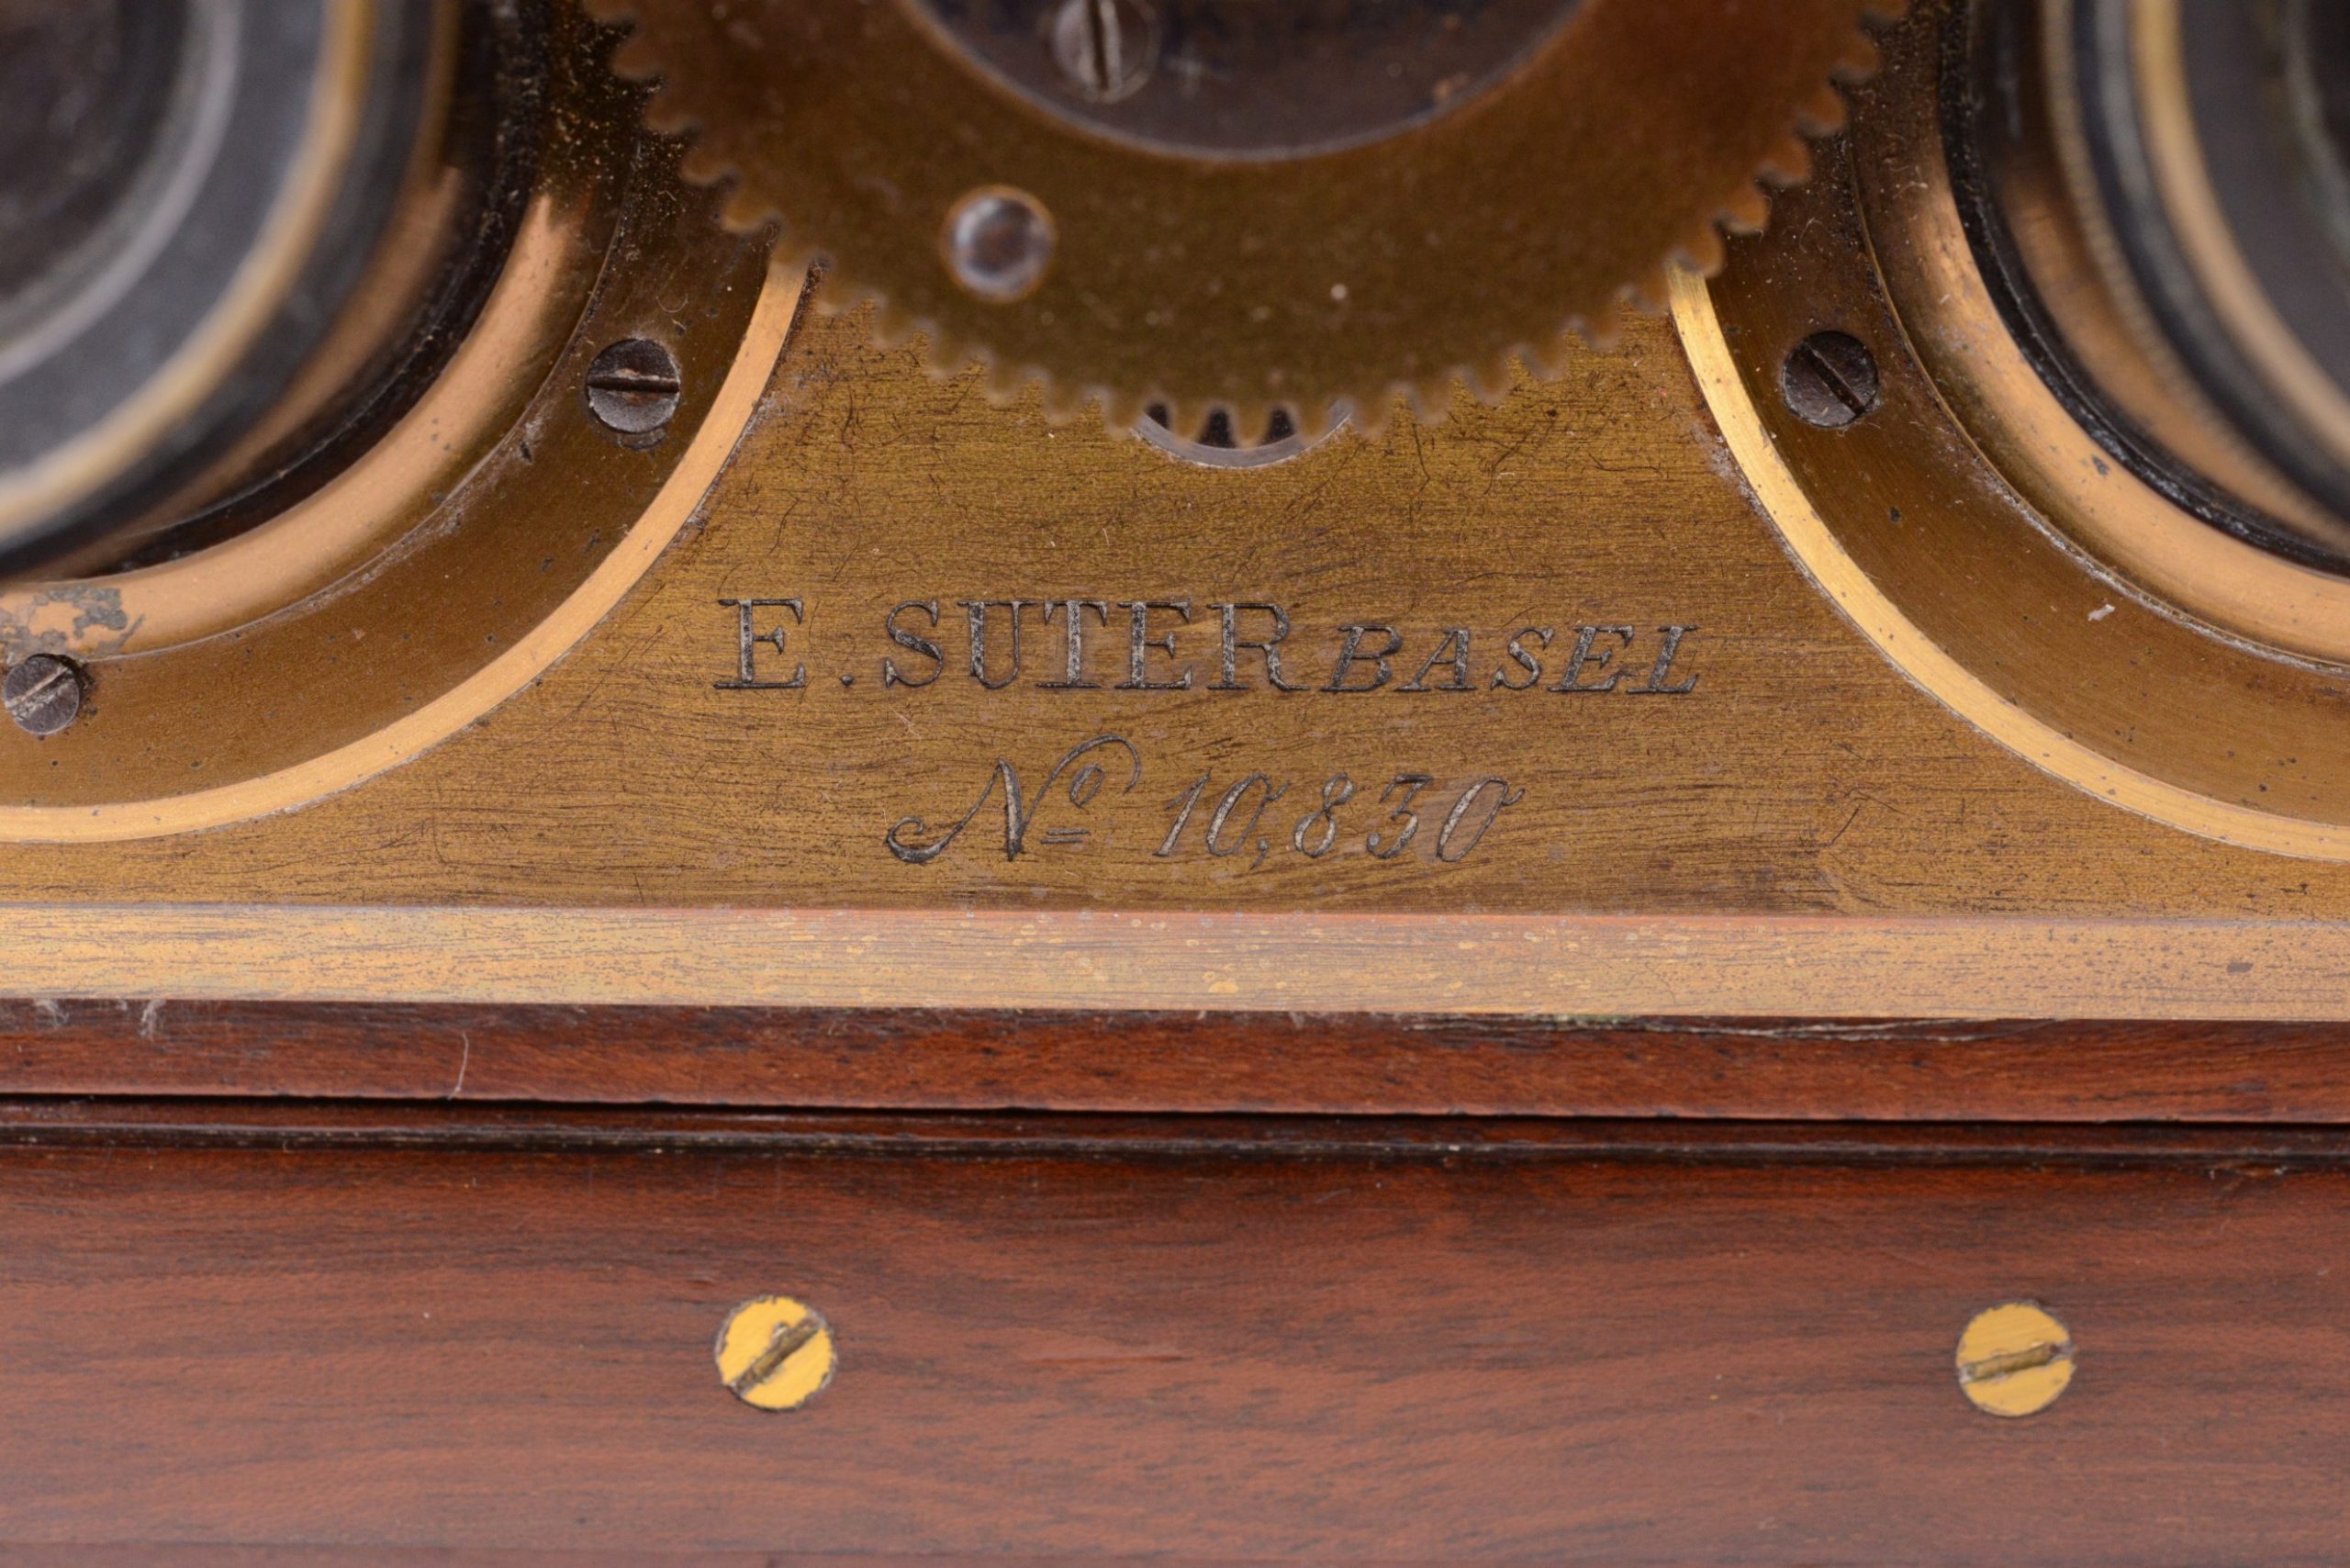 E. SUTER BASEL
Nº 10,830